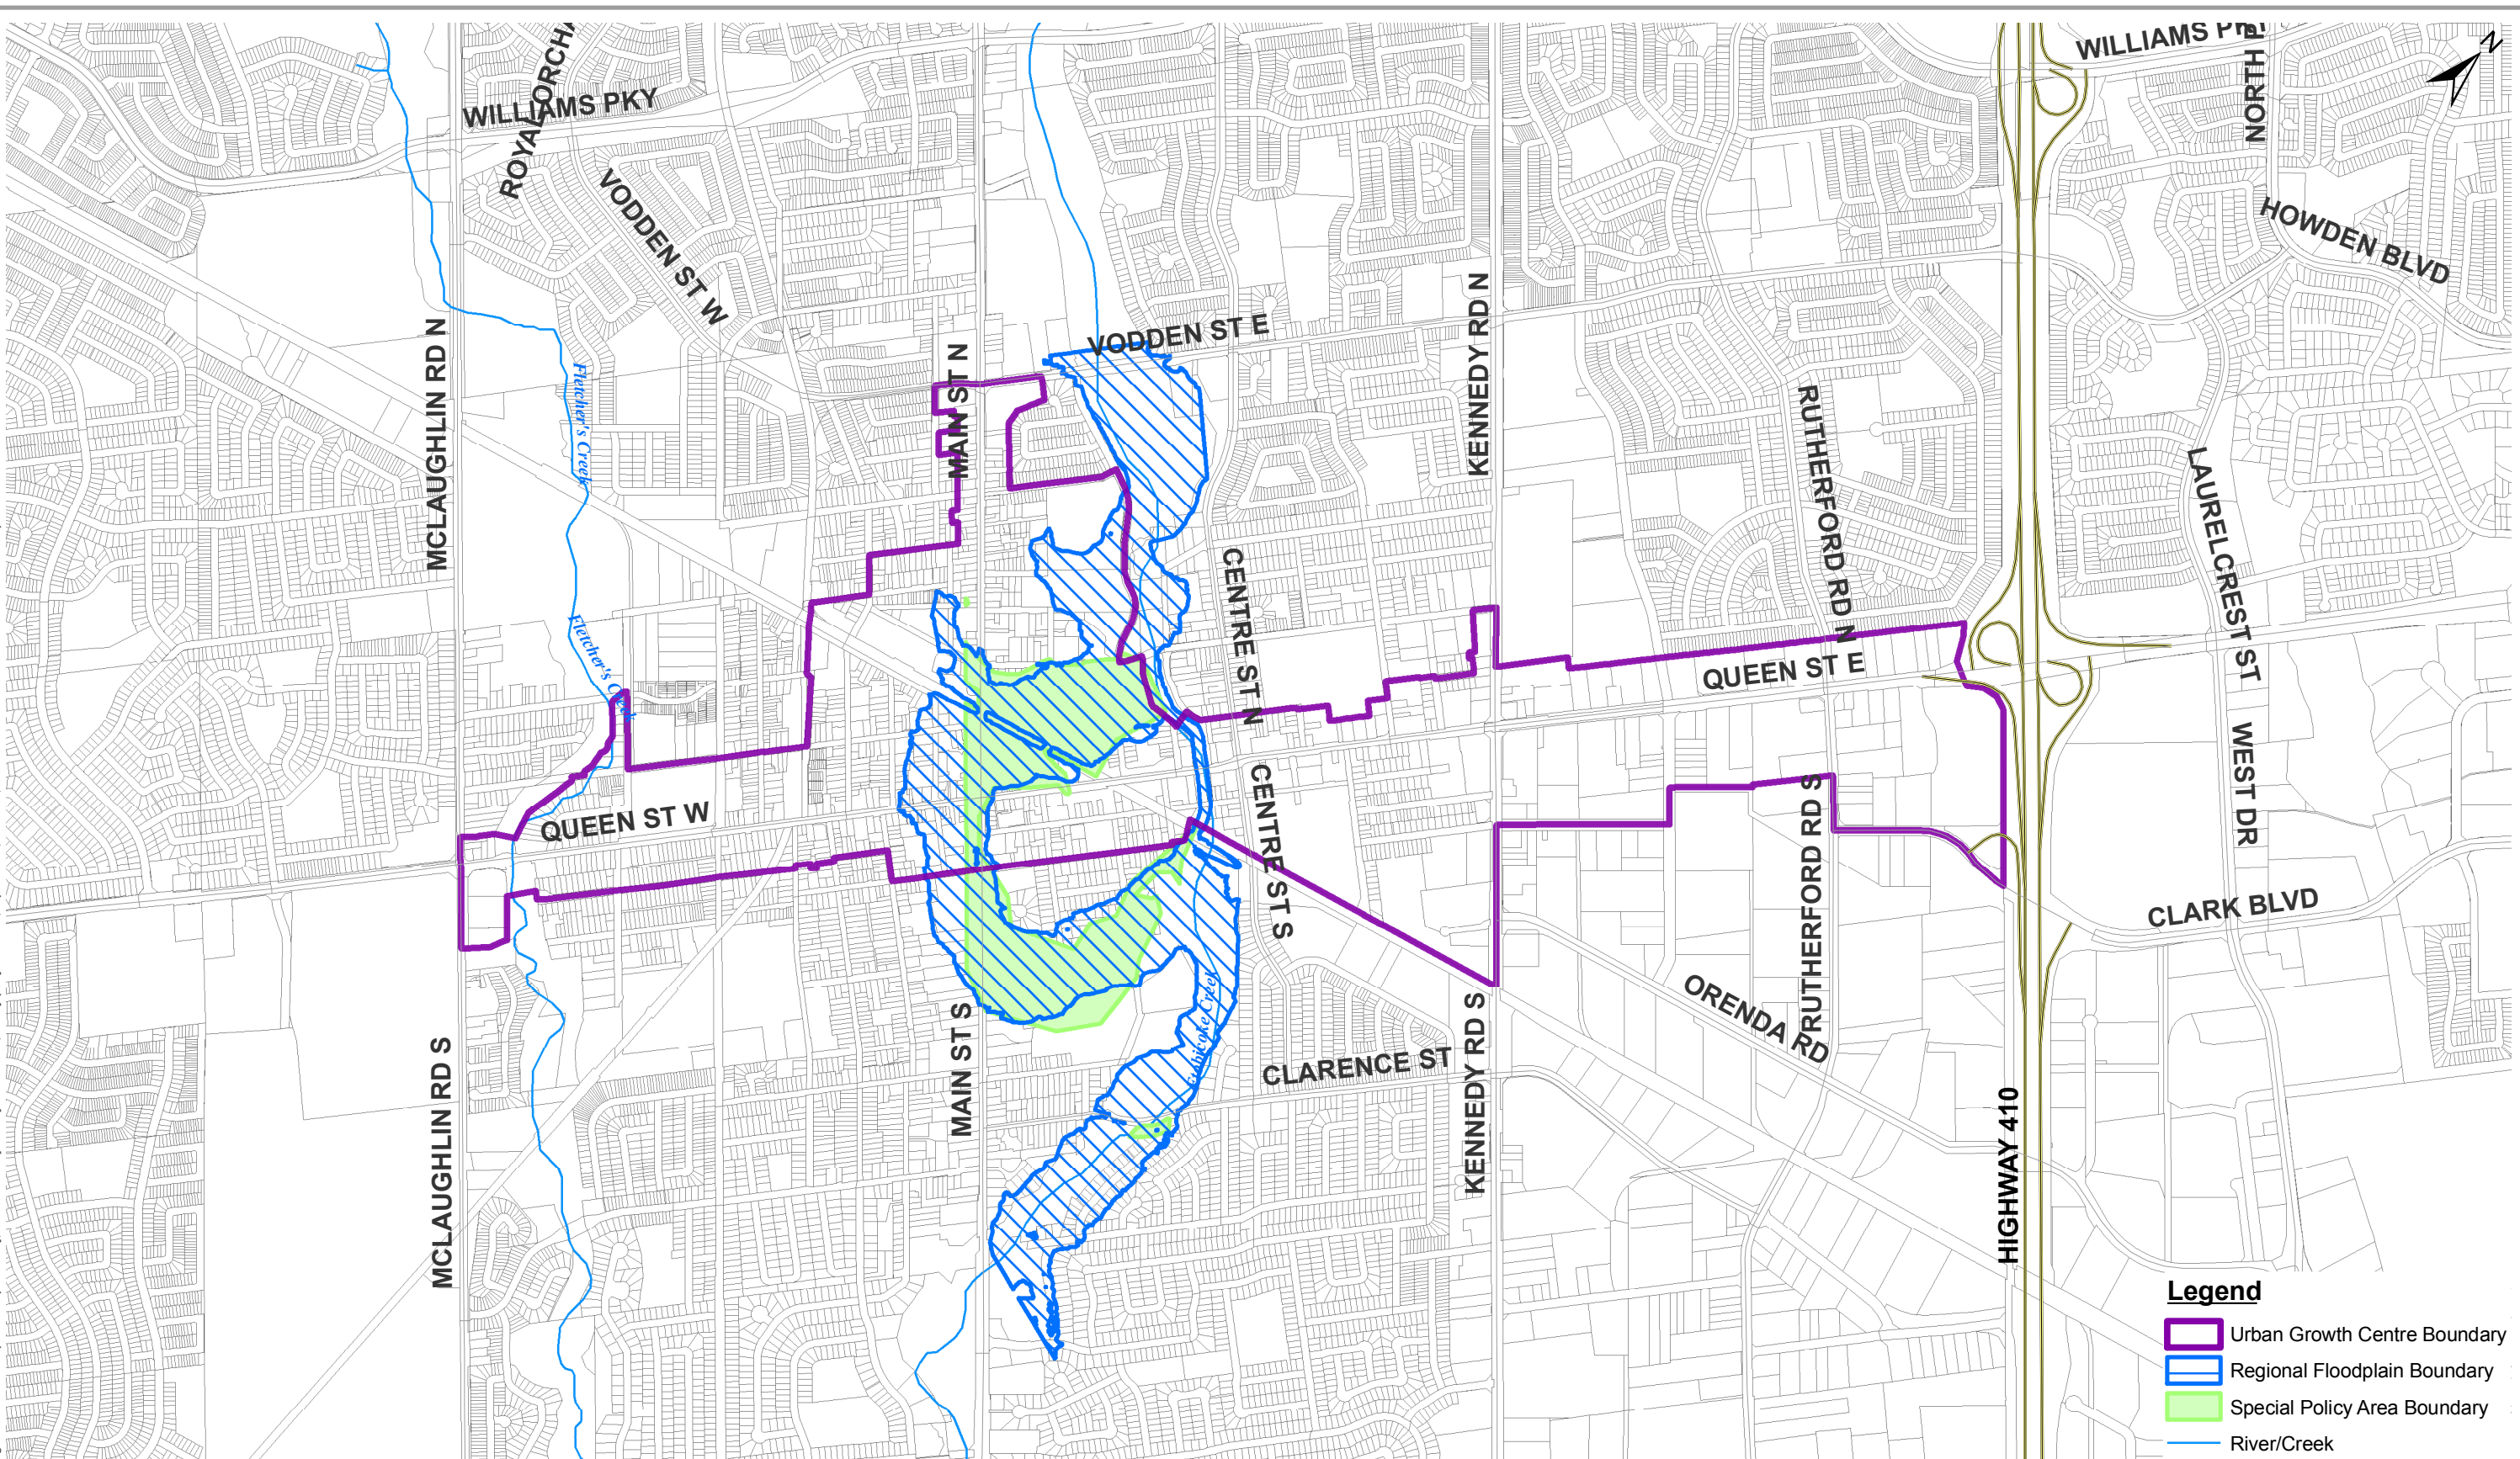 WILLIAMS PKY
N
NORTH P
ROYAL ORCHA
WILLIAMS PKY
VODDEN ST W
HOWDEN BLVD
VODDEN ST E
KENNEDY RD N
MCLAUGHLIN RD N
MAIN ST N
Fletcher's Creek
RUTHERFORD RD N
LAURELCREST ST
CENTRE ST N
Fletcher's Creek
QUEEN ST E
WEST DR
QUEEN ST W
CENTRE ST S
RUTHERFORD RD S
CLARK BLVD
ORENDA RD
Etobicoke Creek
MAIN ST S
CLARENCE ST
KENNEDY RD S
MCLAUGHLIN RD S
HIGHWAY 410
Legend
Urban Growth Centre Boundary
Regional Floodplain Boundary
Special Policy Area Boundary
River/Creek